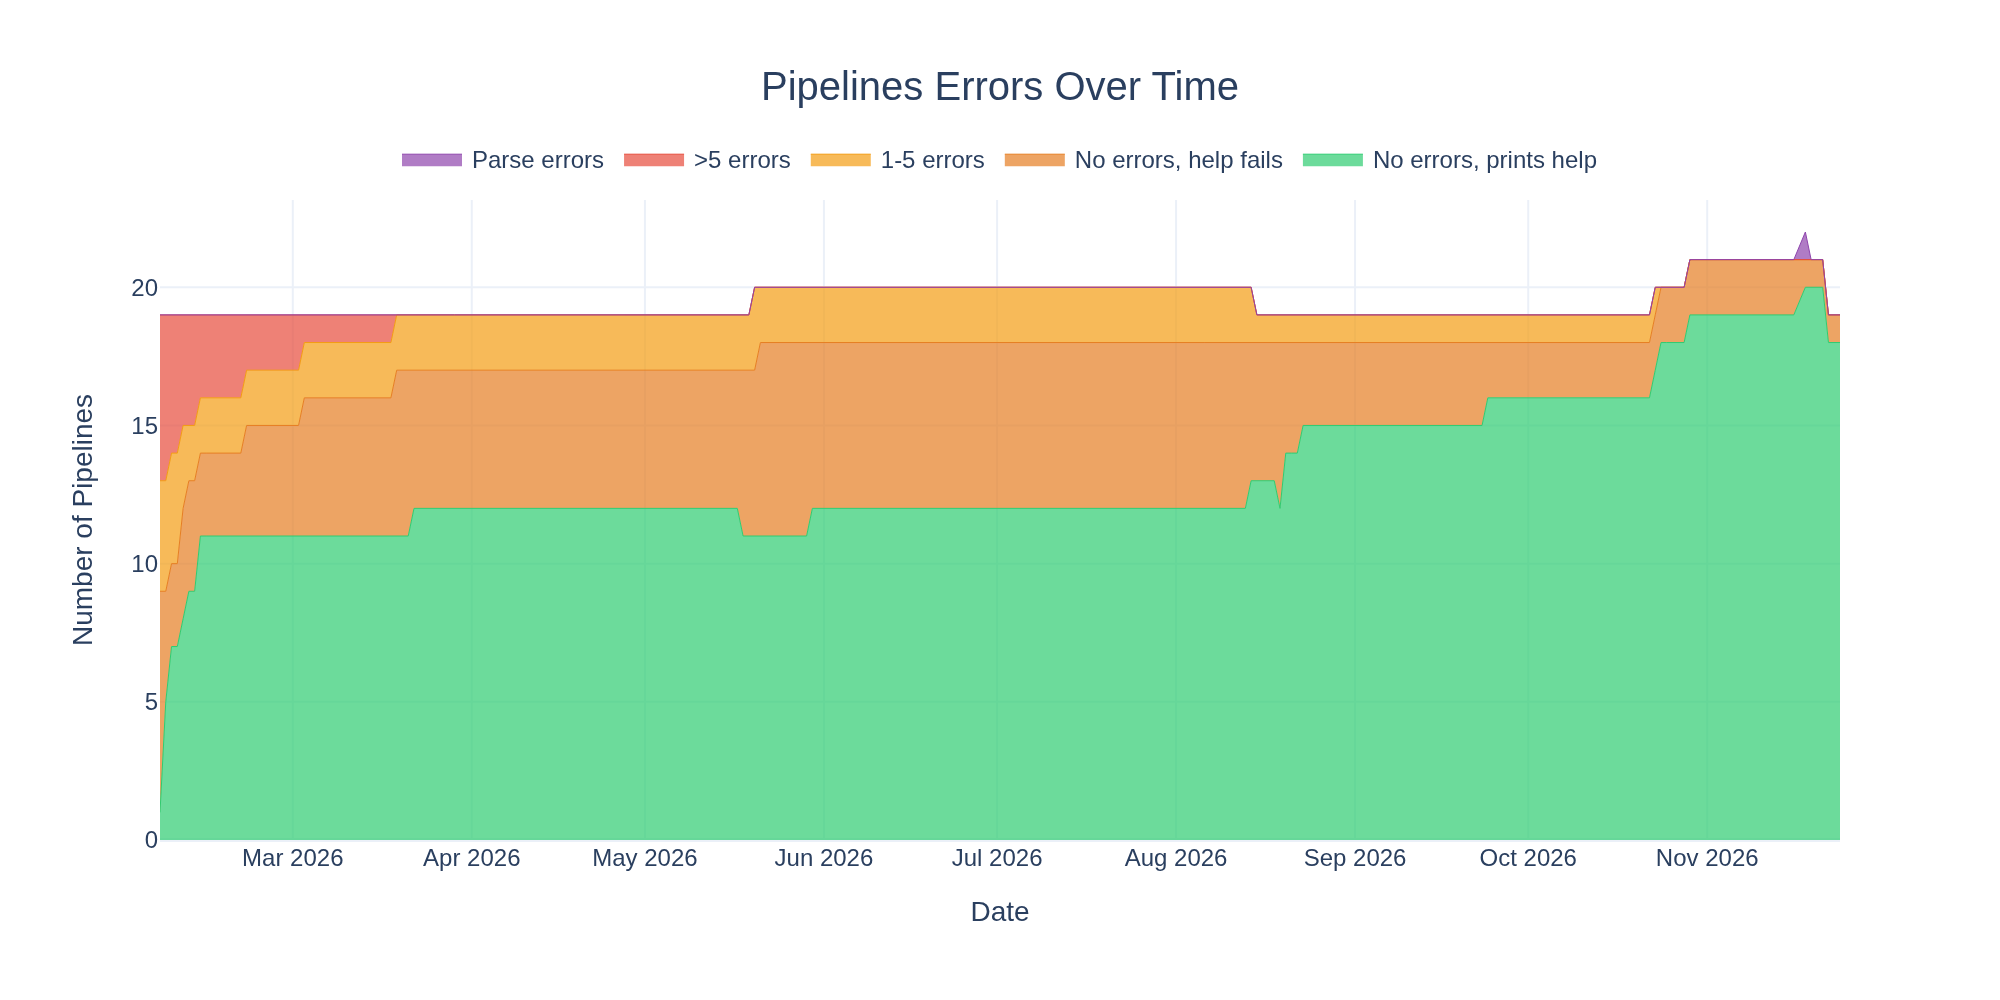 Pipelines Errors Over Time
Parse errors >5 errors 1-5 errors No errors, help fails No errors, prints help
Number of Pipelines
20
15
10
5
0
Mar 2026 Apr 2026 May 2026 Jun 2026 Jul 2026 Aug 2026 Sep 2026 Oct 2026 Nov 2026
Date